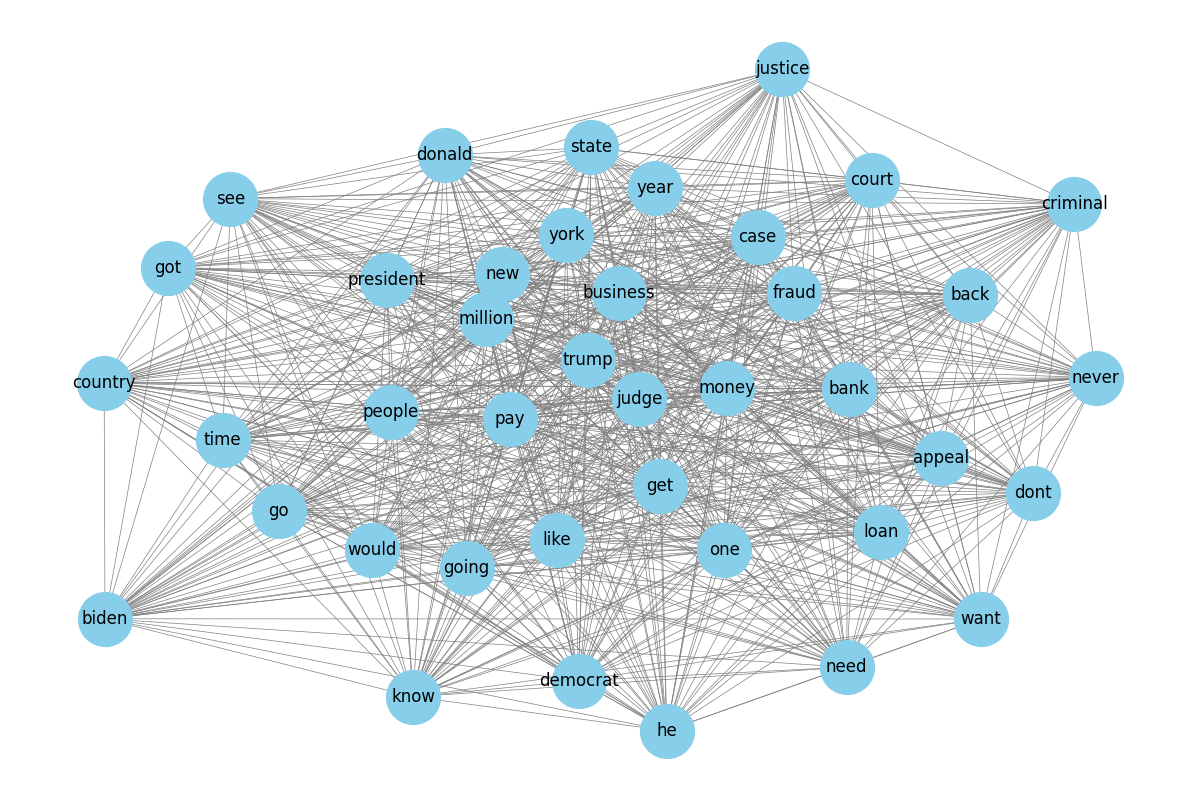 justice
state
donald
court
year
see
criminal
york
case
got
new
president
business
fraud
back
million
trump
never
country
money
bank
judge
people
pay
time
appeal
get
dont
go
loan
like
would
one
going
biden
want
need
democrat
know
he